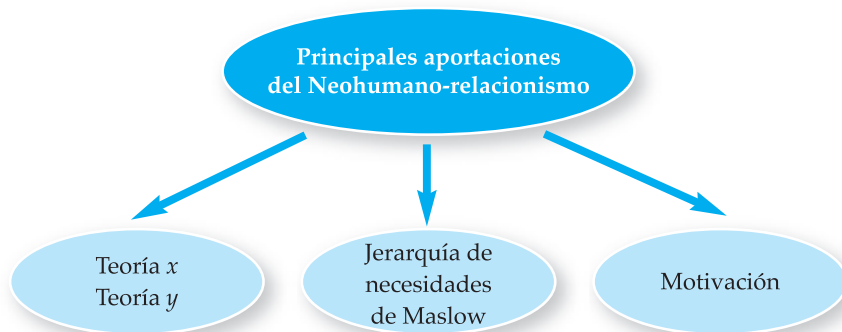 Principales aportaciones
del Neohumano-relacionismo
Teoría x
Teoría y
Jerarquía de
necesidades
de Maslow
Motivación